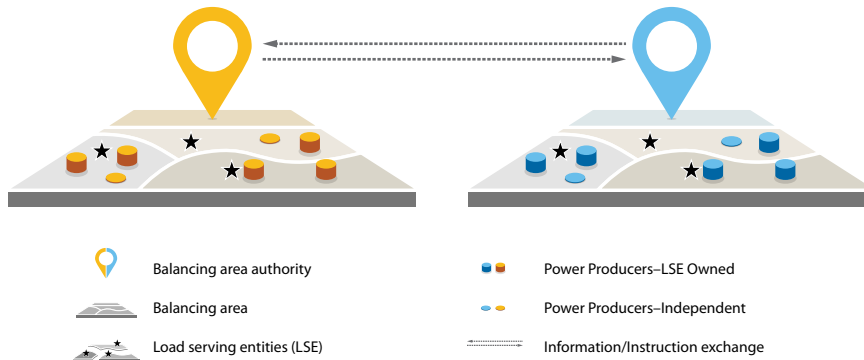 Balancing area authority
Power Producers–LSE Owned
Balancing area
Power Producers–Independent
Load serving entities (LSE)
Information/Instruction exchange